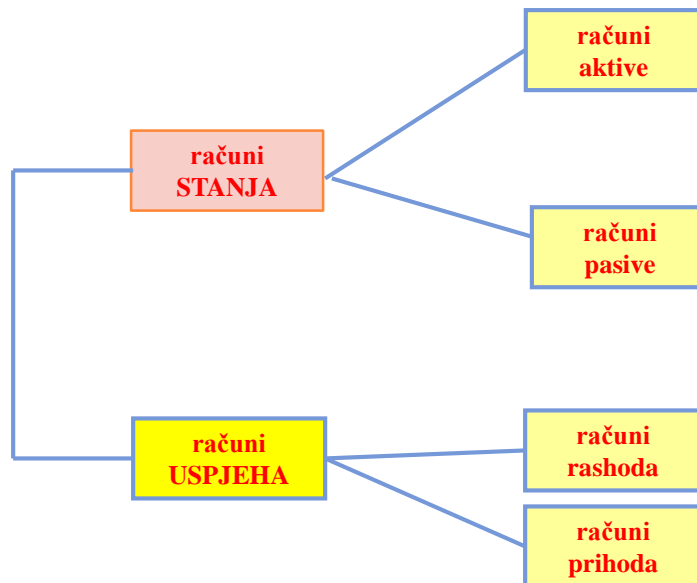 računi
aktive
računi
STANJA
računi
pasive
računi
USPJEHA
računi
rashoda
računi
prihoda